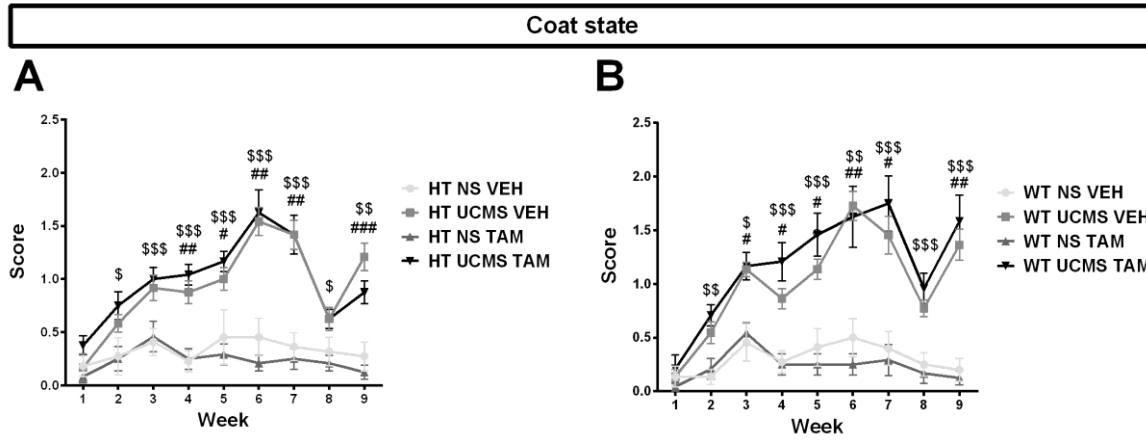 Coat state
A
B
2.5
2.0
1.5
1.0
0.5
0.0
Score
1 2 3 4 5 6 7 8 9
Week
$
$$$
$$$
##
$$$
#
$$$
##
$$$
##
$
$$
###
HT NS VEH
HT UCMS VEH
HT NS TAM
HT UCMS TAM
2.5
2.0
1.5
1.0
0.5
0.0
Score
1 2 3 4 5 6 7 8 9
Week
$$
$
#
$$$
#
$$$
#
$$
##
$$$
#
$$$
$$$
##
WT NS VEH
WT UCMS VEH
WT NS TAM
WT UCMS TAM